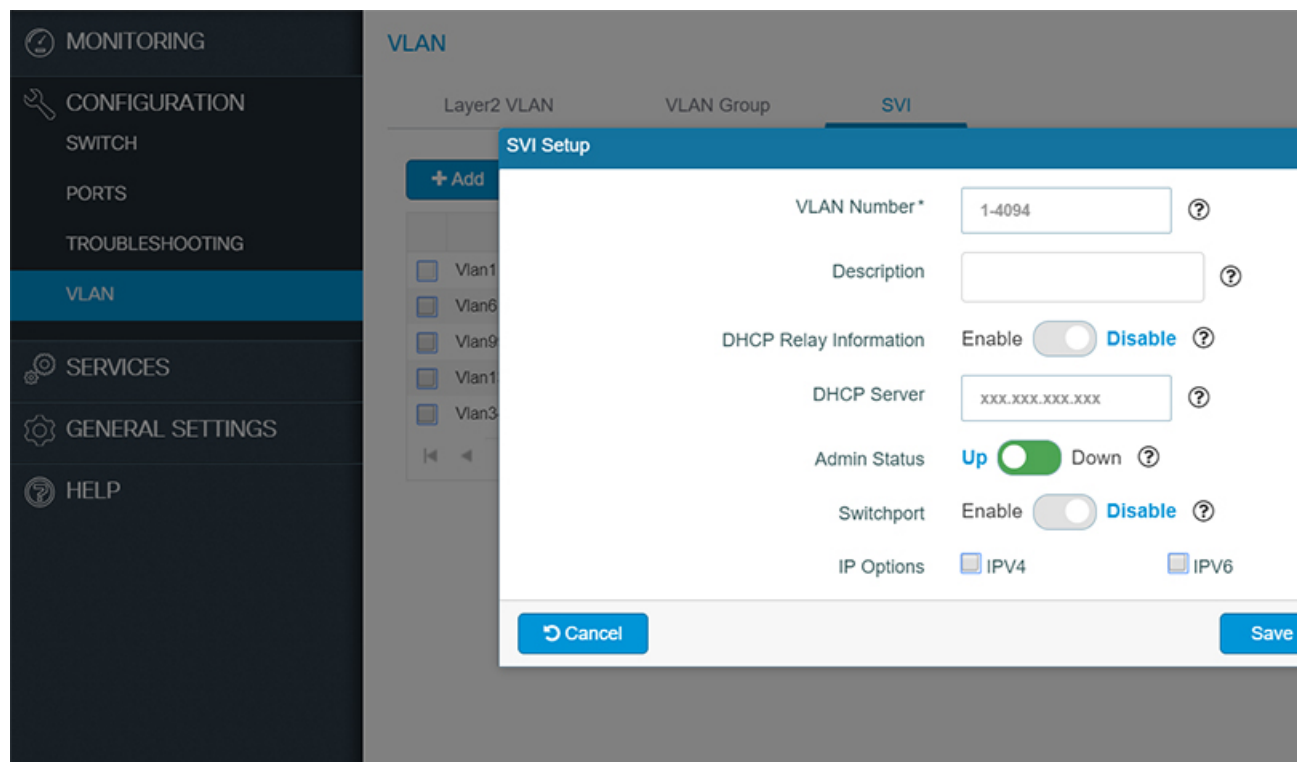 MONITORING
CONFIGURATION
SWITCH
PORTS
TROUBLESHOOTING
VLAN
SERVICES
GENERAL SETTINGS
HELP
VLAN
Layer2 VLAN
VLAN Group
SVI
+ Add
Vlan1
Vlan6
Vlan9
Vlan1
Vlan3
SVI Setup
VLAN Number*
1-4094
Description
DHCP Relay Information
Enable
Disable
DHCP Server
xxx.xxx.xxx.xxx
Admin Status
Up
Down
Switchport
Enable
Disable
IP Options
IPV4
IPV6
Cancel
Save